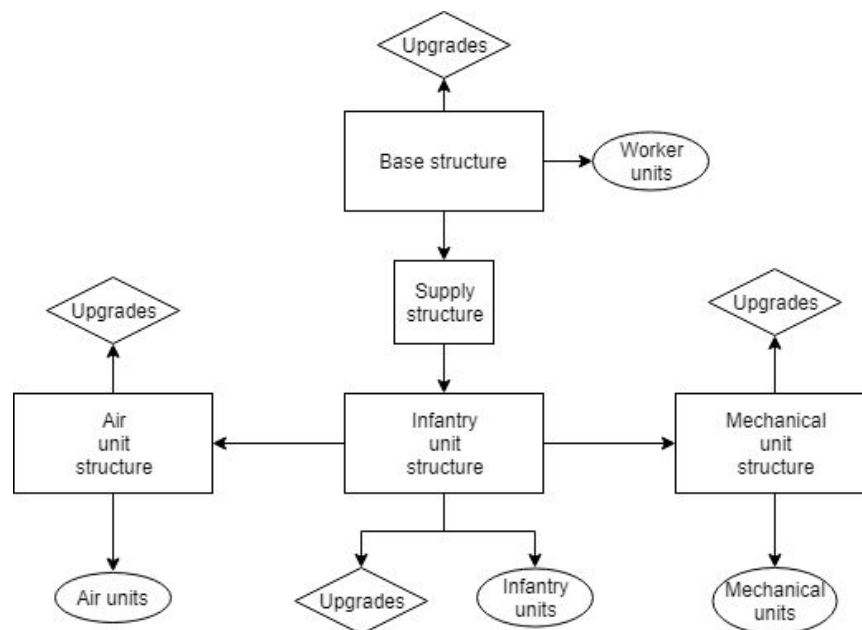 Upgrades
Base structure
Worker
units
Supply
structure
Upgrades
Upgrades
Air
unit
structure
Infantry
unit
structure
Mechanical
unit
structure
Air units
Upgrades
Infantry
units
Mechanical
units